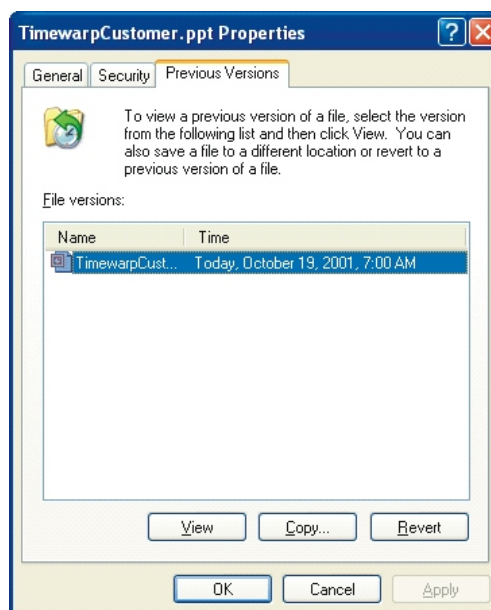 TimewarpCustomer.ppt Properties
General Security Previous Versions
To view a previous version of a file, select the version
from the following list and then click View. You can
also save a file to a different location or revert to a
previous version of a file.
File versions:
Name Time
TimewarpCust... Today, October 19, 2001, 7:00 AM
View Copy... Revert
OK Cancel Apply